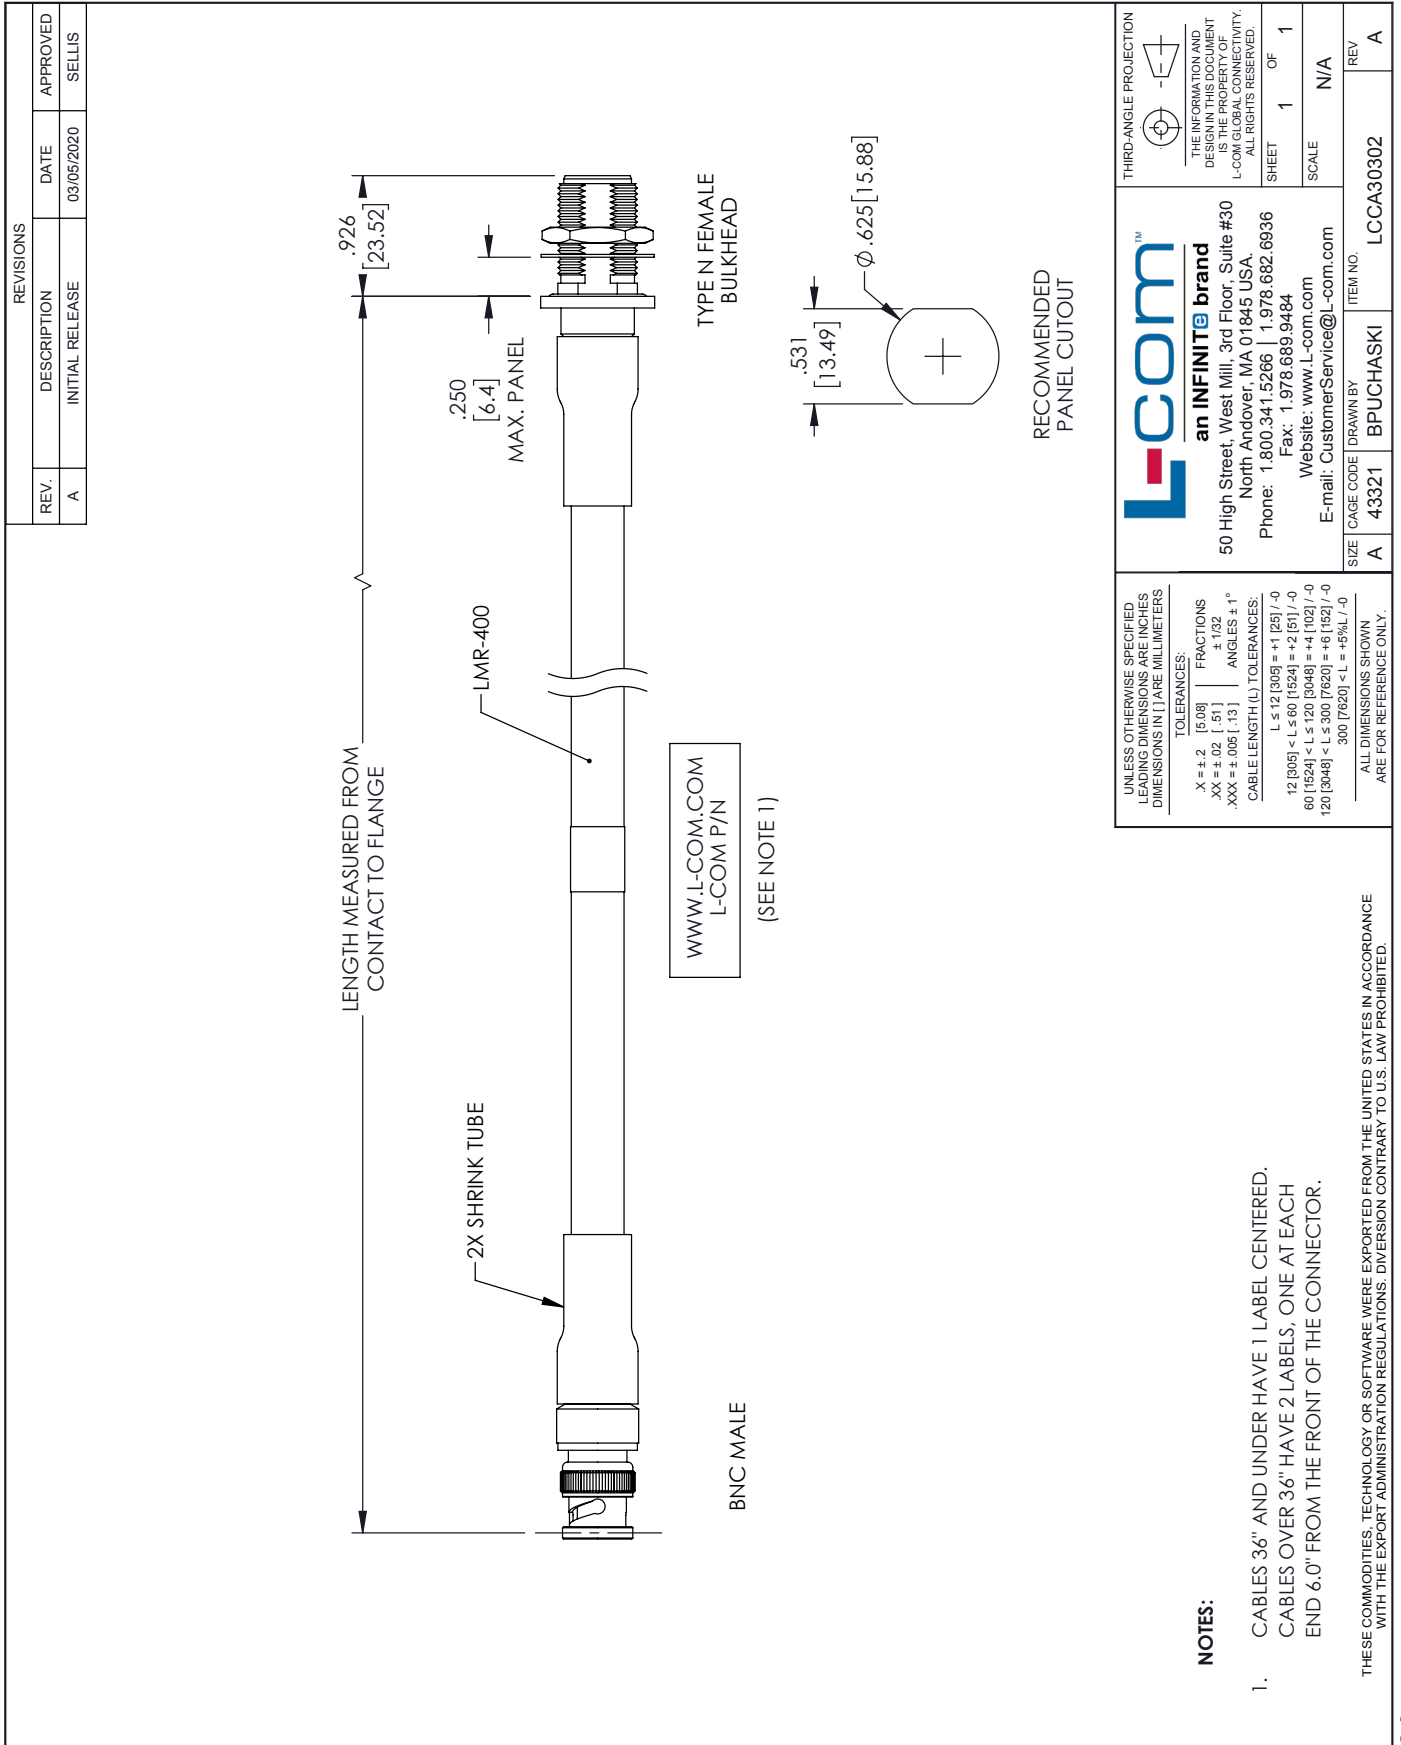 REVISIONS
REV.	DESCRIPTION	DATE	APPROVED
A	INITIAL RELEASE	03/05/2020	SELLIS
LENGTH MEASURED FROM
CONTACT TO FLANGE
.926
[23.52]
.250
[6.4]
MAX. PANEL
2X SHRINK TUBE
LMR-400
BNC MALE
WWW.L-COM.COM
L-COM P/N
(SEE NOTE 1)
TYPE N FEMALE
BULKHEAD
.531
[13.49]
Ø.625[15.88]
RECOMMENDED
PANEL CUTOUT
NOTES:
1. CABLES 36" AND UNDER HAVE 1 LABEL CENTERED.
CABLES OVER 36" HAVE 2 LABELS, ONE AT EACH
END 6.0" FROM THE FRONT OF THE CONNECTOR.
THESE COMMODITIES, TECHNOLOGY OR SOFTWARE WERE EXPORTED FROM THE UNITED STATES IN ACCORDANCE
WITH THE EXPORT ADMINISTRATION REGULATIONS. DIVERSION CONTRARY TO U.S. LAW PROHIBITED.
UNLESS OTHERWISE SPECIFIED
LEADING DIMENSIONS ARE INCHES
DIMENSIONS IN [ ] ARE MILLIMETERS
TOLERANCES:
.X = ±.2 [5.08] FRACTIONS
.XX = ±.02 [.51] ± 1/32
.XXX = ±.005 [.13] ANGLES ± 1°
CABLE LENGTH (L) TOLERANCES:
L ≤ 12 [305] = +1 [25] / -0
12 [305] < L ≤ 60 [1524] = +2 [51] / -0
60 [1524] < L ≤ 120 [3048] = +4 [102] / -0
120 [3048] < L ≤ 300 [7620] = +6 [152] / -0
300 [7620] < L = +5%L / -0
ALL DIMENSIONS SHOWN
ARE FOR REFERENCE ONLY.
L-com™
an INFINITe brand
50 High Street, West Mill, 3rd Floor, Suite #30
North Andover, MA 01845 USA.
Phone: 1.800.341.5266 | 1.978.682.6936
Fax: 1.978.689.9484
Website: www.L-com.com
E-mail: CustomerService@L-com.com
THIRD-ANGLE PROJECTION
THE INFORMATION AND
DESIGN IN THIS DOCUMENT
IS THE PROPERTY OF
L-COM GLOBAL CONNECTIVITY.
ALL RIGHTS RESERVED.
SHEET 1 OF 1
SCALE N/A
SIZE A
CAGE CODE 43321
DRAWN BY BPUCHASKI
ITEM NO. LCCA30302
REV A